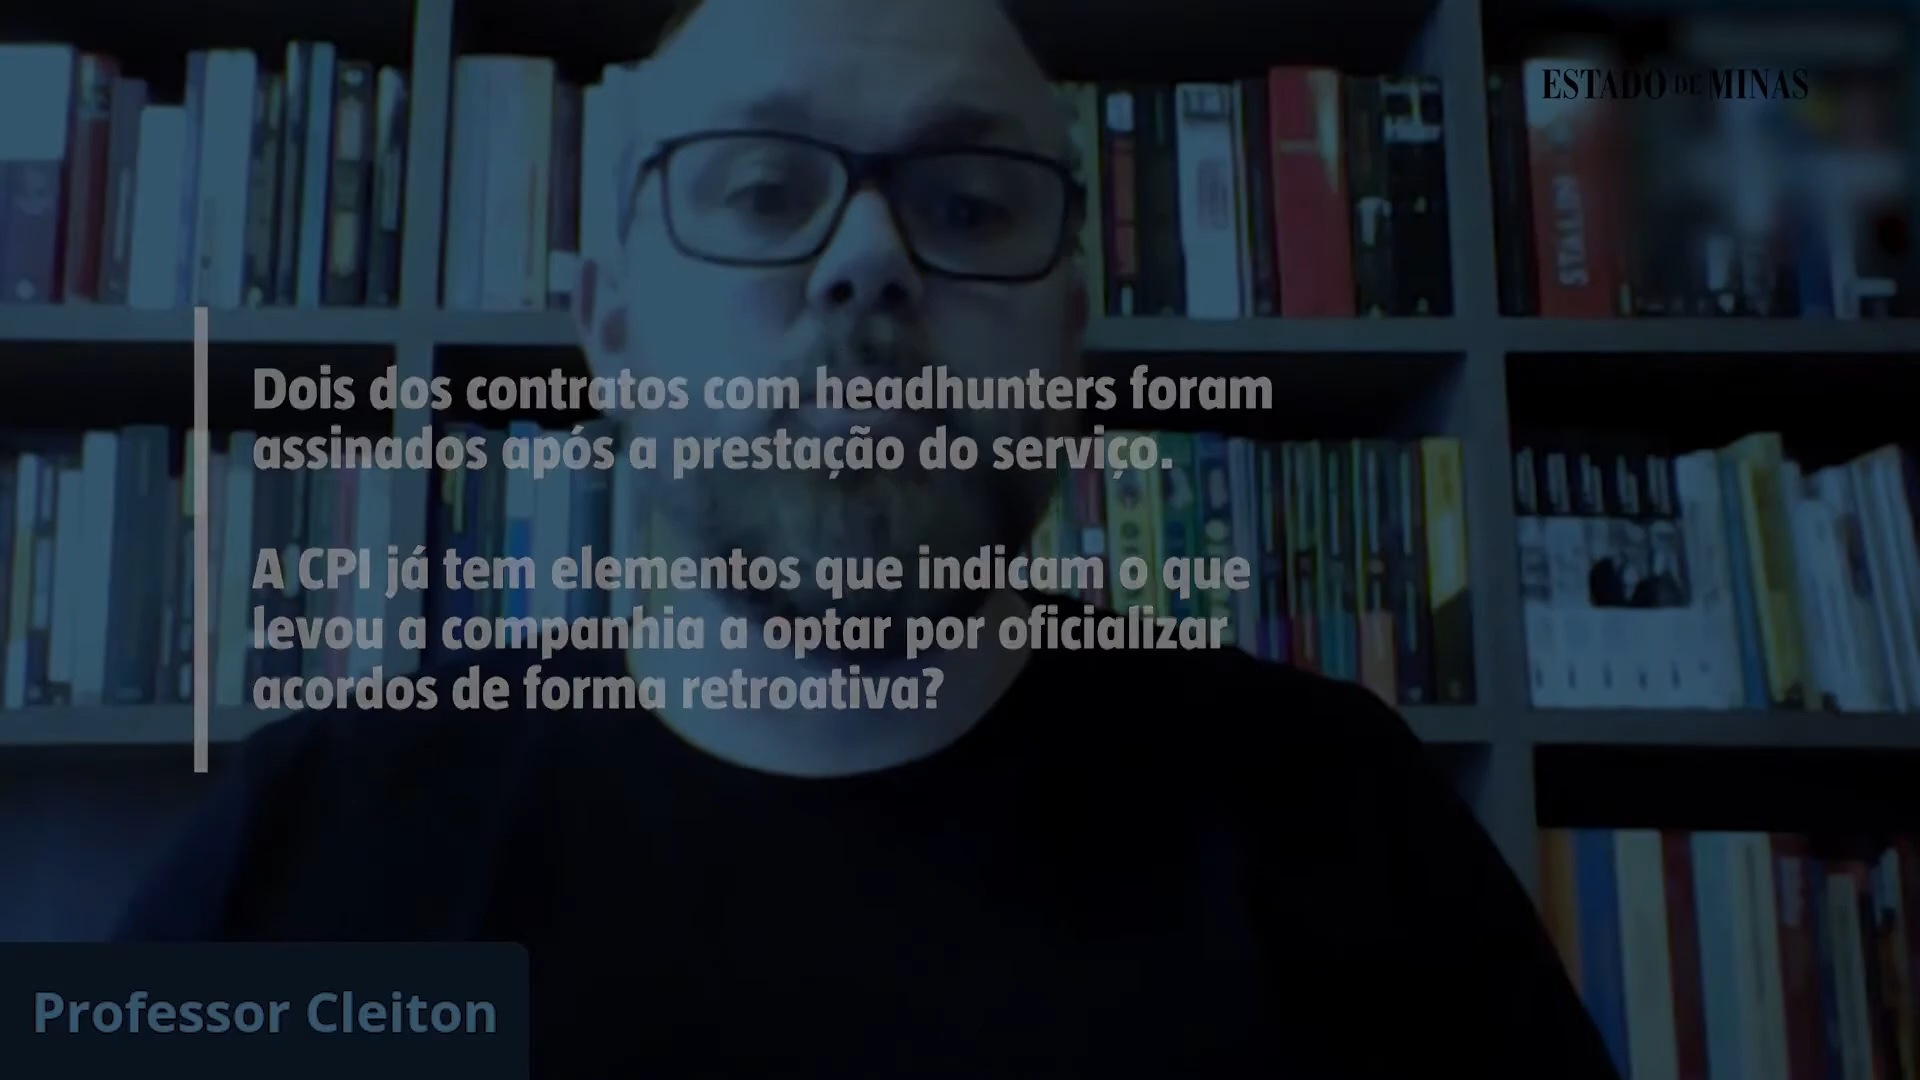 ESTADO DE MINAS
STALIN
Dois dos contratos com headhunters foram
assinados após a prestação do serviço.
A CPI já tem elementos que indicam o que
levou a companhia a optar por oficializar
acordos de forma retroativa?
Professor Cleiton